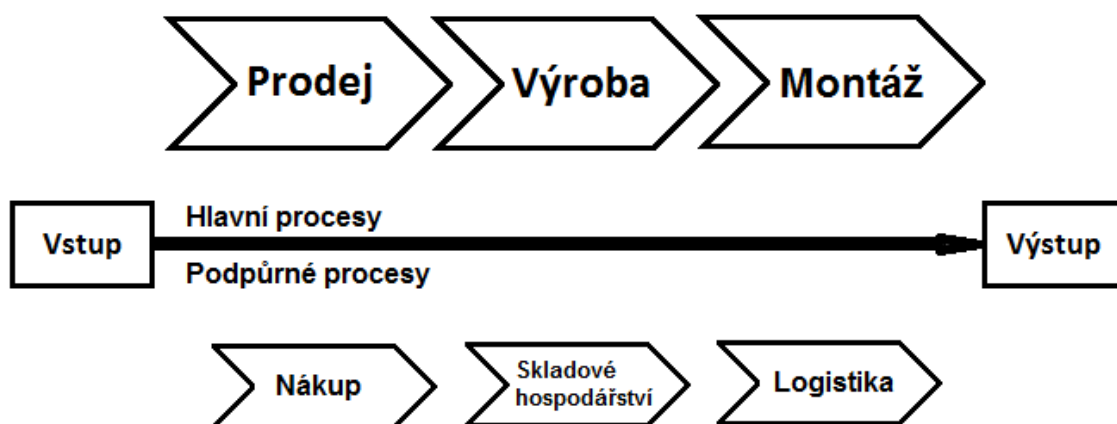 Prodej
Výroba
Montáž
Hlavní procesy
Vstup
Výstup
Podpůrné procesy
Nákup
Skladové
hospodářství
Logistika